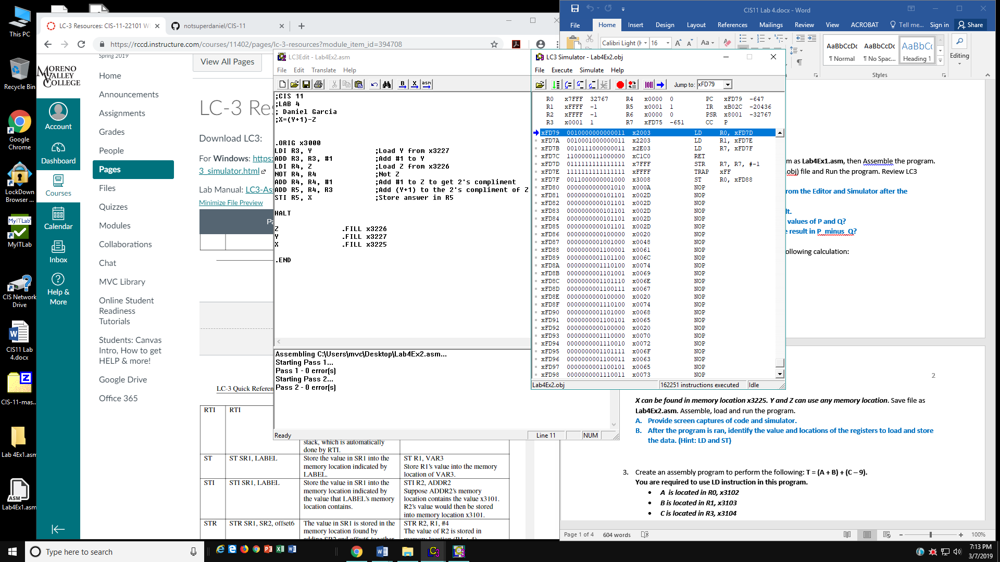 This PC
Recycle Bin
Google
Chrome
LockDown
Browser ...
MyITLab
MyITLab
CIS Network
Drive
CIS11 Lab
4.docx
CIS-11-mas...
Lab 4Ex1.asm
ASM
Lab4Ex1.asm
LC-3 Resources: CIS-11-22101 W
notsuperdaniel/CIS-11
https://rccd.instructure.com/courses/11402/pages/lc-3-resources?module_item_id=394708
MORENO
VALLEY
COLLEGE
Account
Dashboard
Courses
Calendar
Inbox
Help &
More
Spring 2019
Home
Announcements
Assignments
Grades
People
Pages
Files
Quizzes
Modules
Collaborations
Chat
MVC Library
Online Student
Readiness
Tutorials
Students: Canvas
Intro, How to get
HELP & more!
Google Drive
Office 365
View All Pages
LC-3 Res
Download LC3:
For Windows: https:
3_simulator.html
Lab Manual: LC3-As
Minimize File Preview
Pa
LC-3 Quick Referen
RTI RTI
stack, which is automatically
done by RTI.
ST ST SR1, LABEL Store the value in SR1 into the memory location indicated by LABEL. ST R1, VAR3 Store R1's value into the memory location of VAR3.
STI STI SR1, LABEL Store the value in SR1 into the memory location indicated by the value that LABEL's memory location contains. STI R2, ADDR2 Suppose ADDR2's memory location contains the value x3101. R2's value would then be stored into memory location x3101.
STR STR SR1, SR2, offset6 The value in SR1 is stored in the memory location found by STR R2, R1, #4 The value of R2 is stored in
LC3Edit - Lab4Ex2.asm
File Edit Translate Help
;CIS 11
;LAB 4
; Daniel Garcia
;X=(Y+1)-Z
.ORIG x3000
LDI R3, Y ;Load Y from x3227
ADD R3, R3, #1 ;Add #1 to Y
LDI R4, Z ;Load Z from x3226
NOT R4, R4 ;Not Z
ADD R4, R4, #1 ;Add #1 to Z to get 2's compliment
ADD R5, R4, R3 ;Add (Y+1) to the 2's compliment of Z
STI R5, X ;Store answer in R5
HALT
Z .FILL x3226
Y .FILL x3227
X .FILL x3225
.END
Assembling C:\Users\mvc\Desktop\Lab4Ex2.asm...
Starting Pass 1...
Pass 1 - 0 error(s)
Starting Pass 2...
Pass 2 - 0 error(s)
Ready Line 11 NUM
LC3 Simulator - Lab4Ex2.obj
File Execute Simulate Help
Jump to: xFD79
R0 x7FFF 32767 R4 x0000 0 PC xFD79 -647
R1 xFFFF -1 R5 x0001 1 IR xB02C -20436
R2 xFFFF -1 R6 x0000 0 PSR x8001 -32767
R3 x0001 1 R7 xFD75 -651 CC P
xFD79 0010000000000011 x2003 LD R0, xFD7D
xFD7A 0010001000000011 x2203 LD R1, xFD7E
xFD7B 0010111000000011 x2E03 LD R7, xFD7F
xFD7C 1100000111000000 xC1C0 RET
xFD7D 0111111111111111 x7FFF STR R7, R7, #-1
xFD7E 1111111111111111 xFFFF TRAP xFF
xFD7F 0011000000001000 x3008 ST R0, xFD88
xFD80 0000000000001010 x000A NOP
xFD81 0000000000101101 x002D NOP
xFD82 0000000000101101 x002D NOP
xFD83 0000000000101101 x002D NOP
xFD84 0000000000101101 x002D NOP
xFD85 0000000000101101 x002D NOP
xFD86 0000000000100000 x0020 NOP
xFD87 0000000001001000 x0048 NOP
xFD88 0000000001100001 x0061 NOP
xFD89 0000000001101100 x006C NOP
xFD8A 0000000001110100 x0074 NOP
xFD8B 0000000001101001 x0069 NOP
xFD8C 0000000001101110 x006E NOP
xFD8D 0000000001100111 x0067 NOP
xFD8E 0000000000100000 x0020 NOP
xFD8F 0000000001110100 x0074 NOP
xFD90 0000000001101000 x0068 NOP
xFD91 0000000001100101 x0065 NOP
xFD92 0000000000100000 x0020 NOP
xFD93 0000000001110000 x0070 NOP
xFD94 0000000001110010 x0072 NOP
xFD95 0000000001101111 x006F NOP
xFD96 0000000001100011 x0063 NOP
xFD97 0000000001100101 x0065 NOP
xFD98 0000000001110011 x0073 NOP
Lab4Ex2.obj 162251 instructions executed Idle
CIS11 Lab 4.docx - Word
File Home Insert Design Layout References Mailings Review View ACROBAT Tell me... Sign in Share
Calibri Light (H 16
AaBbCcDc AaBbCcDc AaBbCc
¶ Normal ¶ No Spac... Heading 1
Styles
Editing
m as Lab4Ex1.asm, then Assemble the program.
.obj) file and Run the program. Review LC3
rom the Editor and Simulator after the
lt.
values of P and Q?
e result in P_minus_Q?
ollowing calculation:
2
X can be found in memory location x3225. Y and Z can use any memory location. Save file as
Lab4Ex2.asm. Assemble, load and run the program.
A. Provide screen captures of code and simulator.
B. After the program is ran, identify the value and locations of the registers to load and store
the data. (Hint: LD and ST)
3. Create an assembly program to perform the following: T = (A + B) + (C – 9).
You are required to use LD instruction in this program.
• A is located in R0, x3102
• B is located in R1, x3103
• C is located in R3, x3104
Page 1 of 4 604 words 100%
Type here to search
7:13 PM
3/7/2019